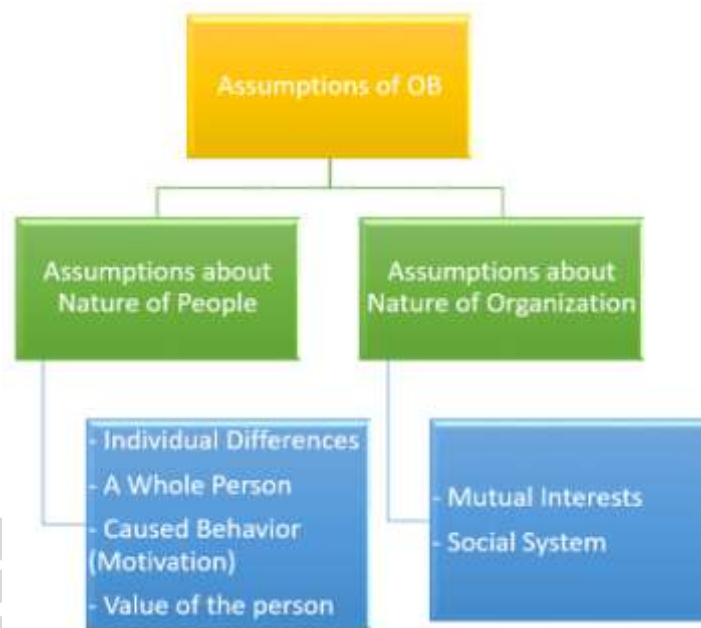 Assumptions of OB
Assumptions about
Nature of People
Assumptions about
Nature of Organization
- Individual Differences
- A Whole Person
- Caused Behavior
(Motivation)
- Value of the person
- Mutual Interests
- Social System